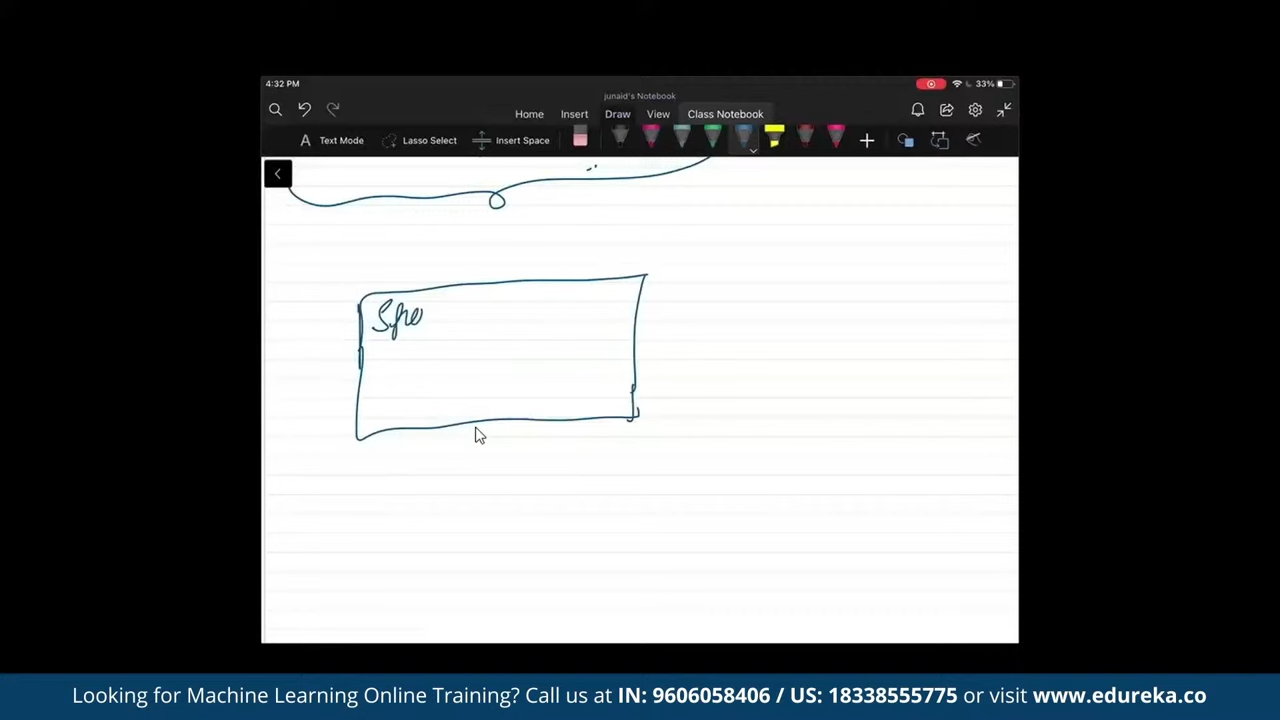 4:32 PM
33%
junaid's Notebook
Home Insert Draw View Class Notebook
A Text Mode Lasso Select Insert Space
Looking for Machine Learning Online Training? Call us at IN: 9606058406 / US: 18338555775 or visit www.edureka.co